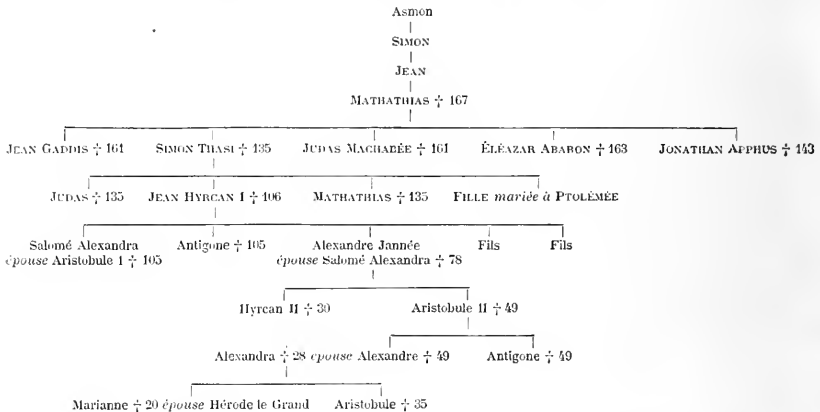 Asmon
SIMON
JEAN
MATHATHIAS † 167
JEAN GADDIS † 161 SIMON THASI † 135 JUDAS MACHABÉE † 161 ÉLÉAZAR ABARON † 163 JONATHAN APPHUS † 143
JUDAS † 135 JEAN HYRCAN I † 106 MATHATHIAS † 135 FILLE mariée à PTOLÉMÉE
Salomé Alexandra Antigone † 105 Alexandre Jannée Fils Fils
épouse Aristobule I † 105 épouse Salomé Alexandra † 78
Hyrcan II † 30 Aristobule II † 49
Alexandra † 28 épouse Alexandre † 49 Antigone † 49
Marianne † 20 épouse Hérode le Grand Aristobule † 35